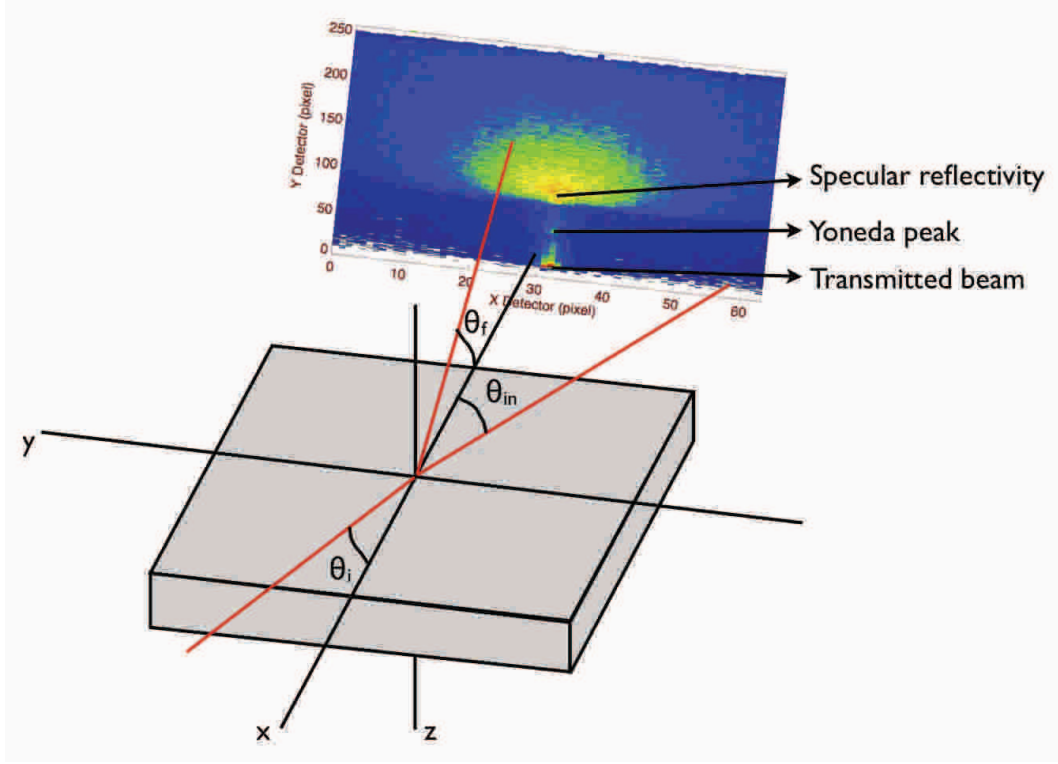 250
200
150
100
50
0
Y Detector (pixel)
0
10
20
30
40
50
60
X Detector (pixel)
Specular reflectivity
Yoneda peak
Transmitted beam
θf
θin
y
θi
x
z